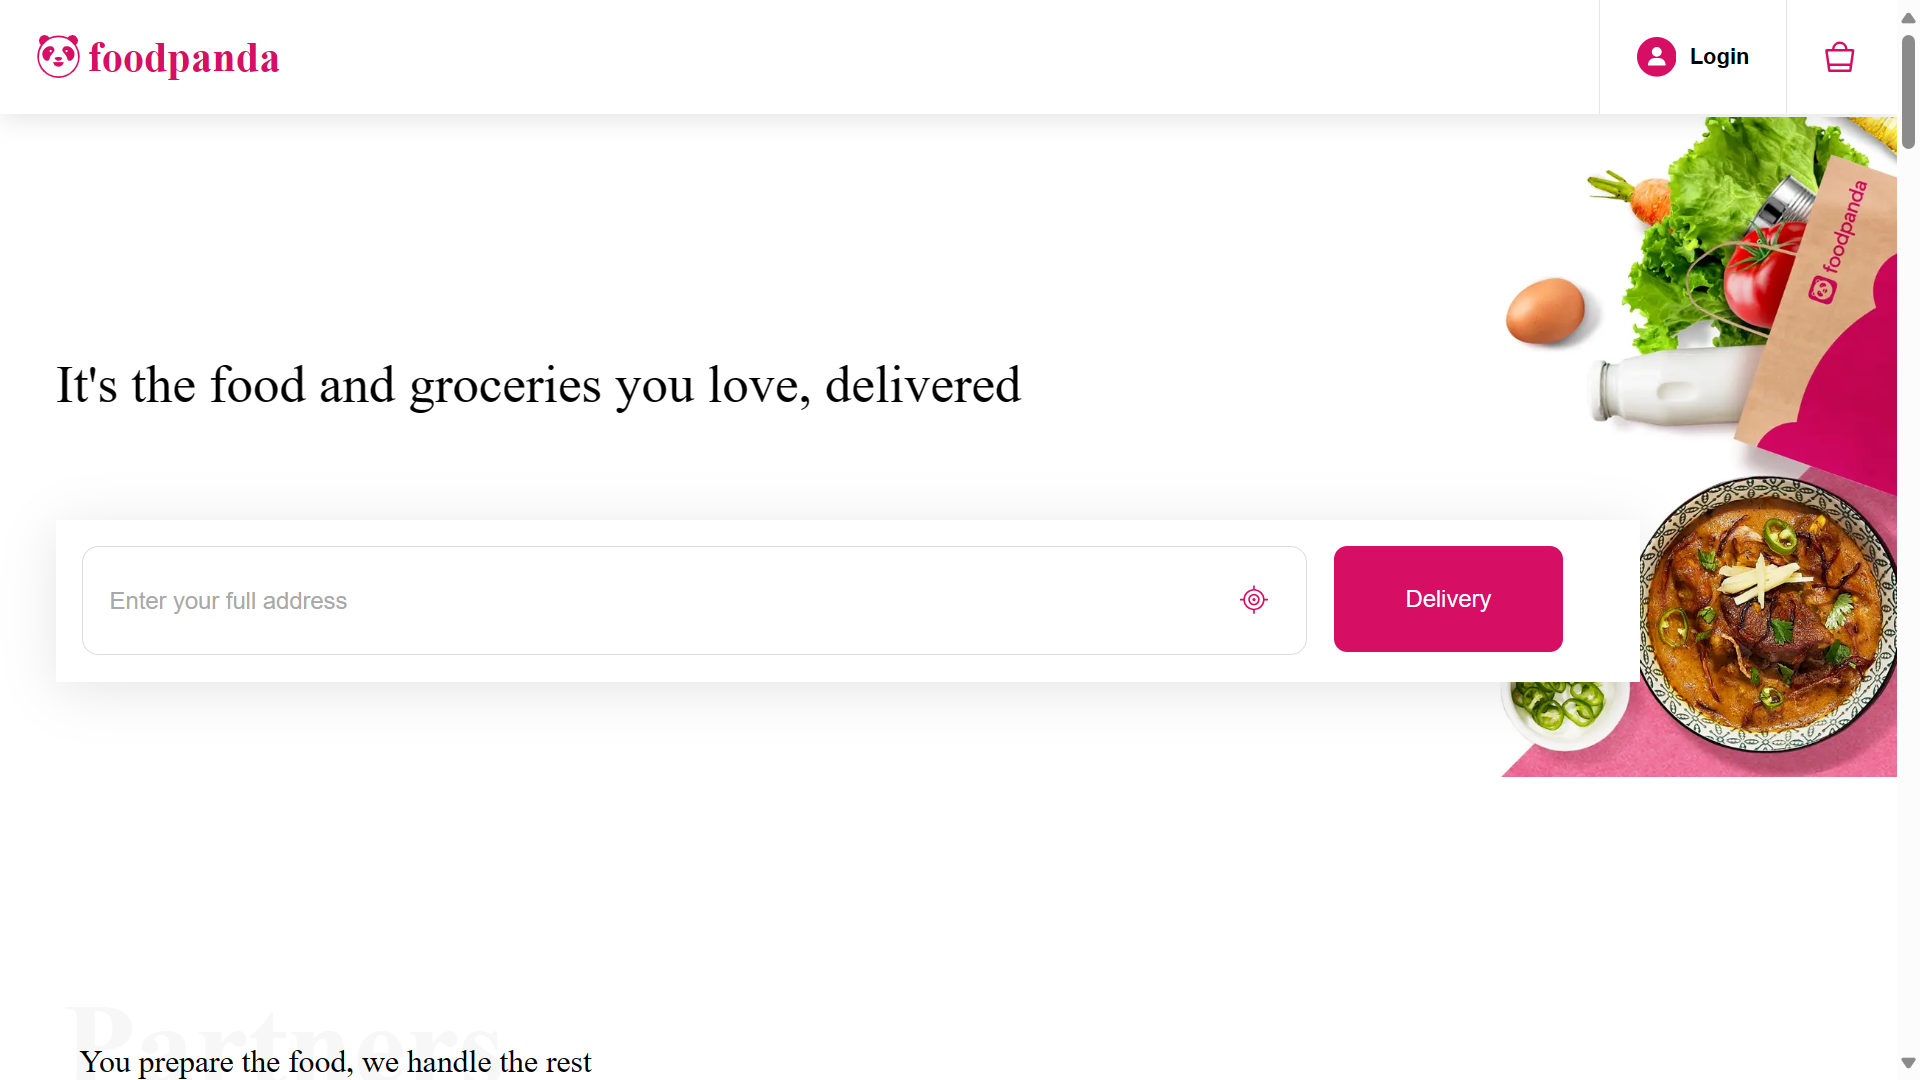 foodpanda
Login
foodpanda
It's the food and groceries you love, delivered
Enter your full address
Delivery
Partners
You prepare the food, we handle the rest